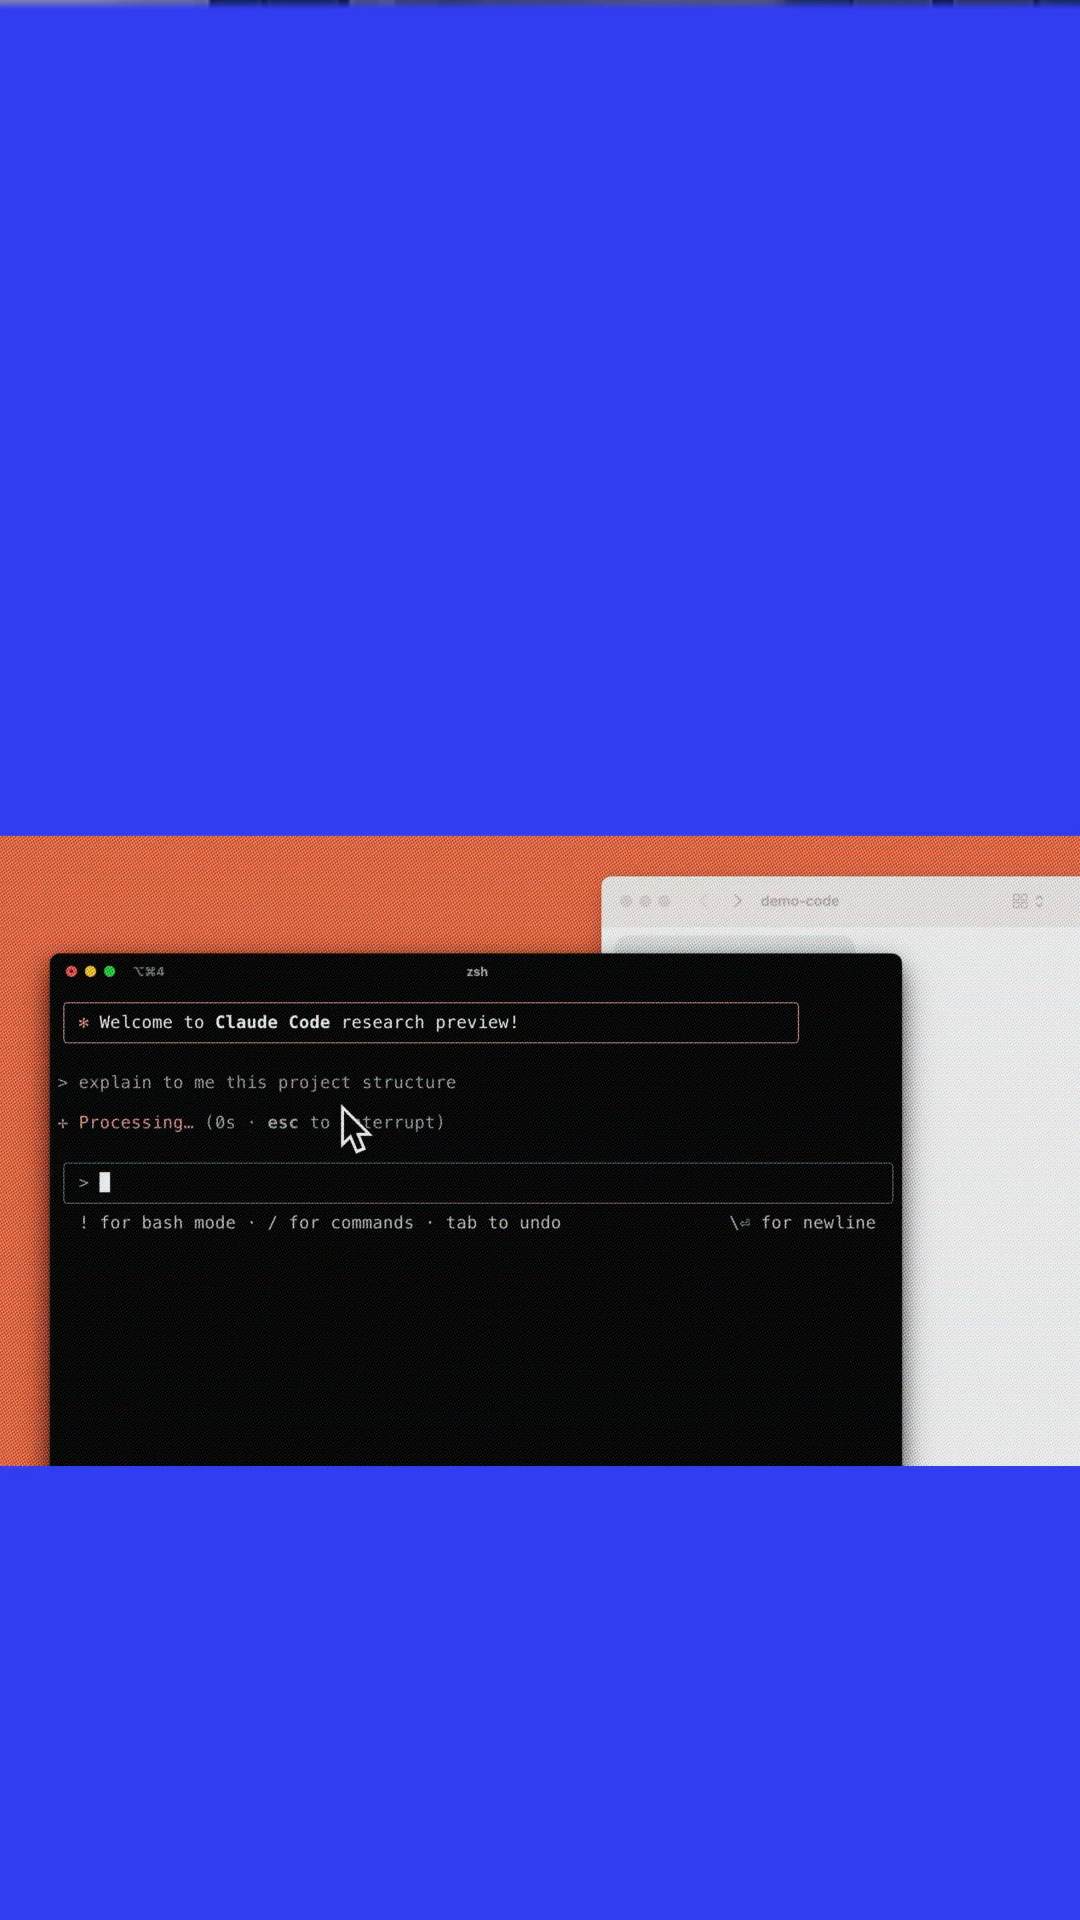 demo-code
⌥⌘4
zsh
✻ Welcome to Claude Code research preview!
> explain to me this project structure
✢ Processing… (0s · esc to terrupt)
>
! for bash mode · / for commands · tab to undo
\⏎ for newline